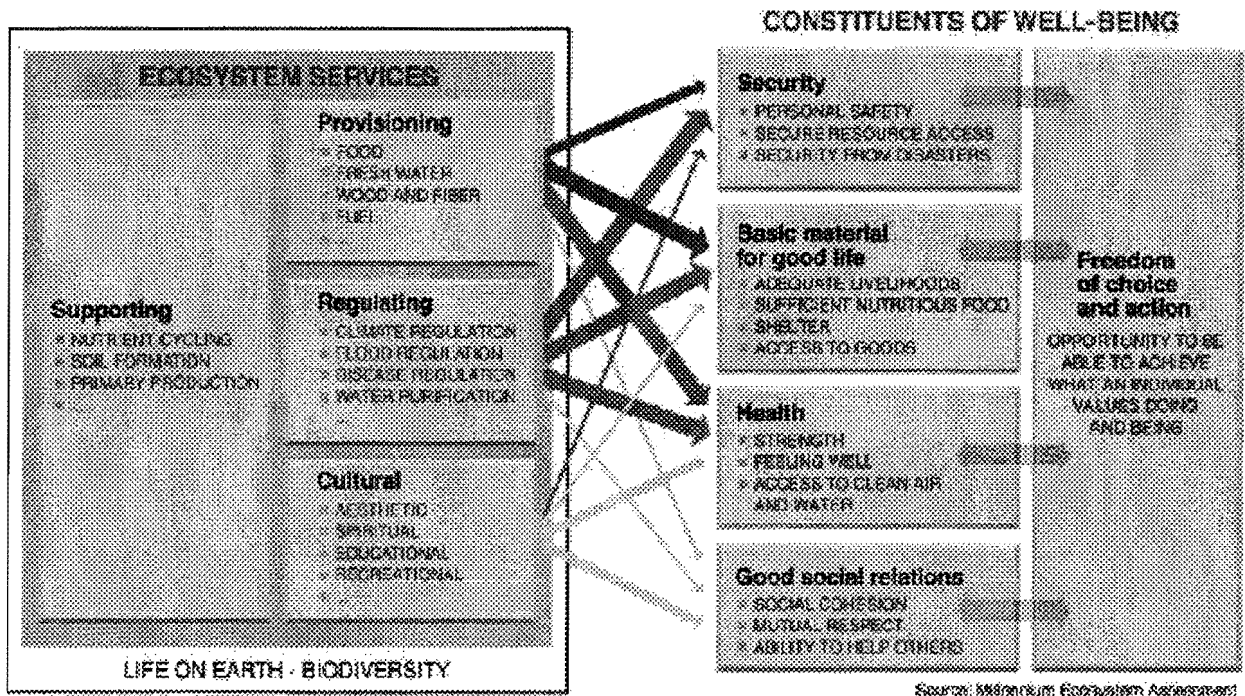 CONSTITUENTS OF WELL-BEING
ECOSYSTEM SERVICES
Supporting
NUTRIENT CYCLING
SOIL FORMATION
PRIMARY PRODUCTION
...
Provisioning
FOOD
FRESH WATER
WOOD AND FIBER
FUEL
...
Regulating
CLIMATE REGULATION
FLOOD REGULATION
DISEASE REGULATION
WATER PURIFICATION
...
Cultural
AESTHETIC
SPIRITUAL
EDUCATIONAL
RECREATIONAL
...
LIFE ON EARTH - BIODIVERSITY
Security
PERSONAL SAFETY
SECURE RESOURCE ACCESS
SECURITY FROM DISASTERS
Basic material
for good life
ADEQUATE LIVELIHOODS
SUFFICIENT NUTRITIOUS FOOD
SHELTER
ACCESS TO GOODS
Health
STRENGTH
FEELING WELL
ACCESS TO CLEAN AIR
AND WATER
Good social relations
SOCIAL COHESION
MUTUAL RESPECT
ABILITY TO HELP OTHERS
Freedom
of choice
and action
OPPORTUNITY TO BE
ABLE TO ACHIEVE
WHAT AN INDIVIDUAL
VALUES DOING
AND BEING
Source: Millennium Ecosystem Assessment